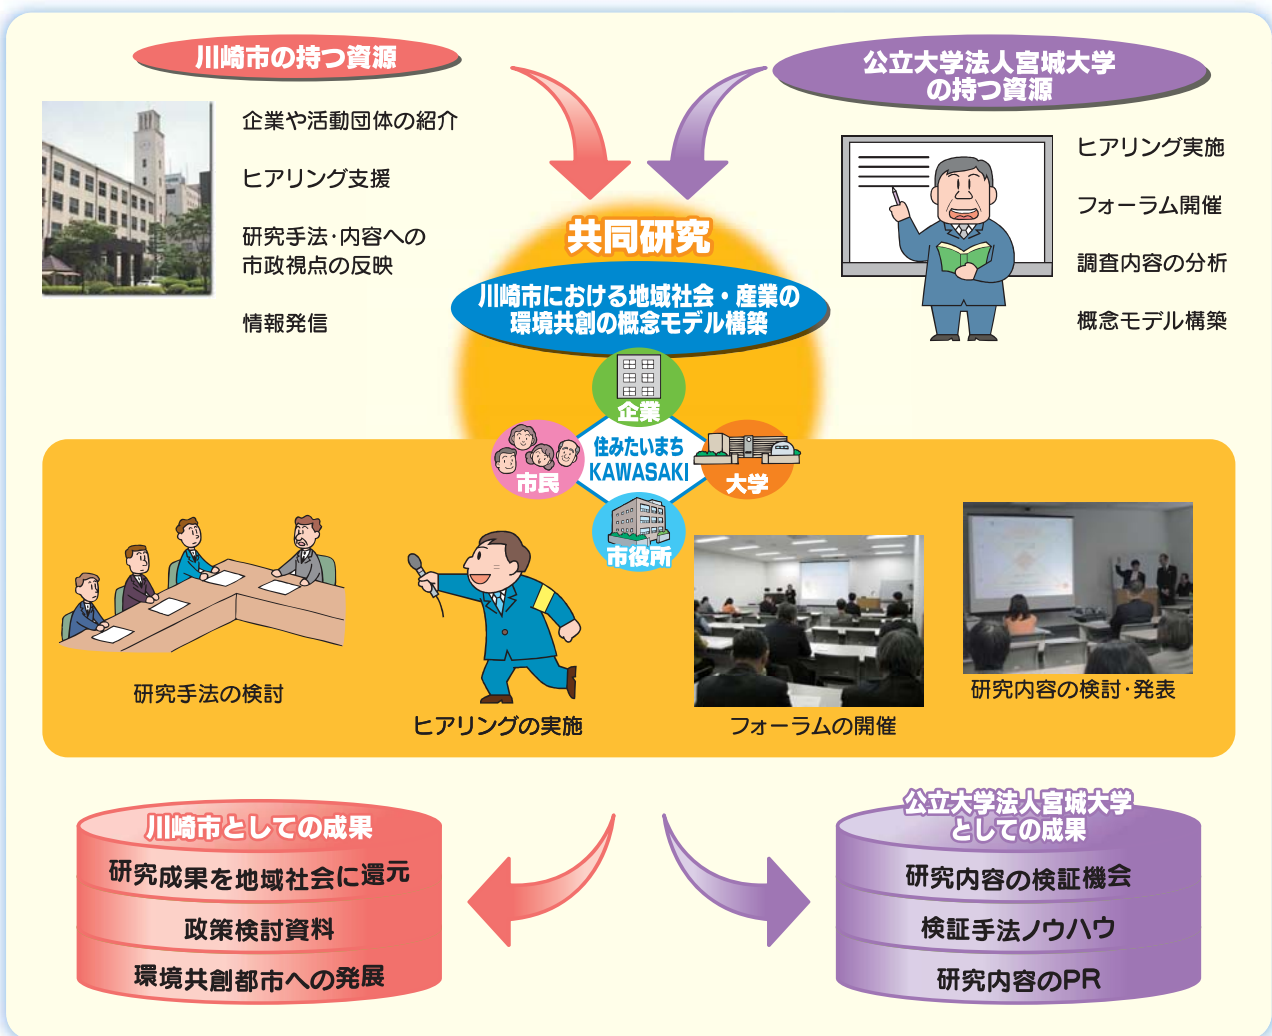 川崎市の持つ資源
企業や活動団体の紹介
ヒアリング支援
研究手法・内容への
市政視点の反映
情報発信
公立大学法人宮城大学
の持つ資源
ヒアリング実施
フォーラム開催
調査内容の分析
概念モデル構築
共同研究
川崎市における地域社会・産業の
環境共創の概念モデル構築
企業
市民
住みたいまち
KAWASAKI
大学
市役所
研究手法の検討
ヒアリングの実施
フォーラムの開催
研究内容の検討・発表
川崎市としての成果
研究成果を地域社会に還元
政策検討資料
環境共創都市への発展
公立大学法人宮城大学
としての成果
研究内容の検証機会
検証手法ノウハウ
研究内容のPR